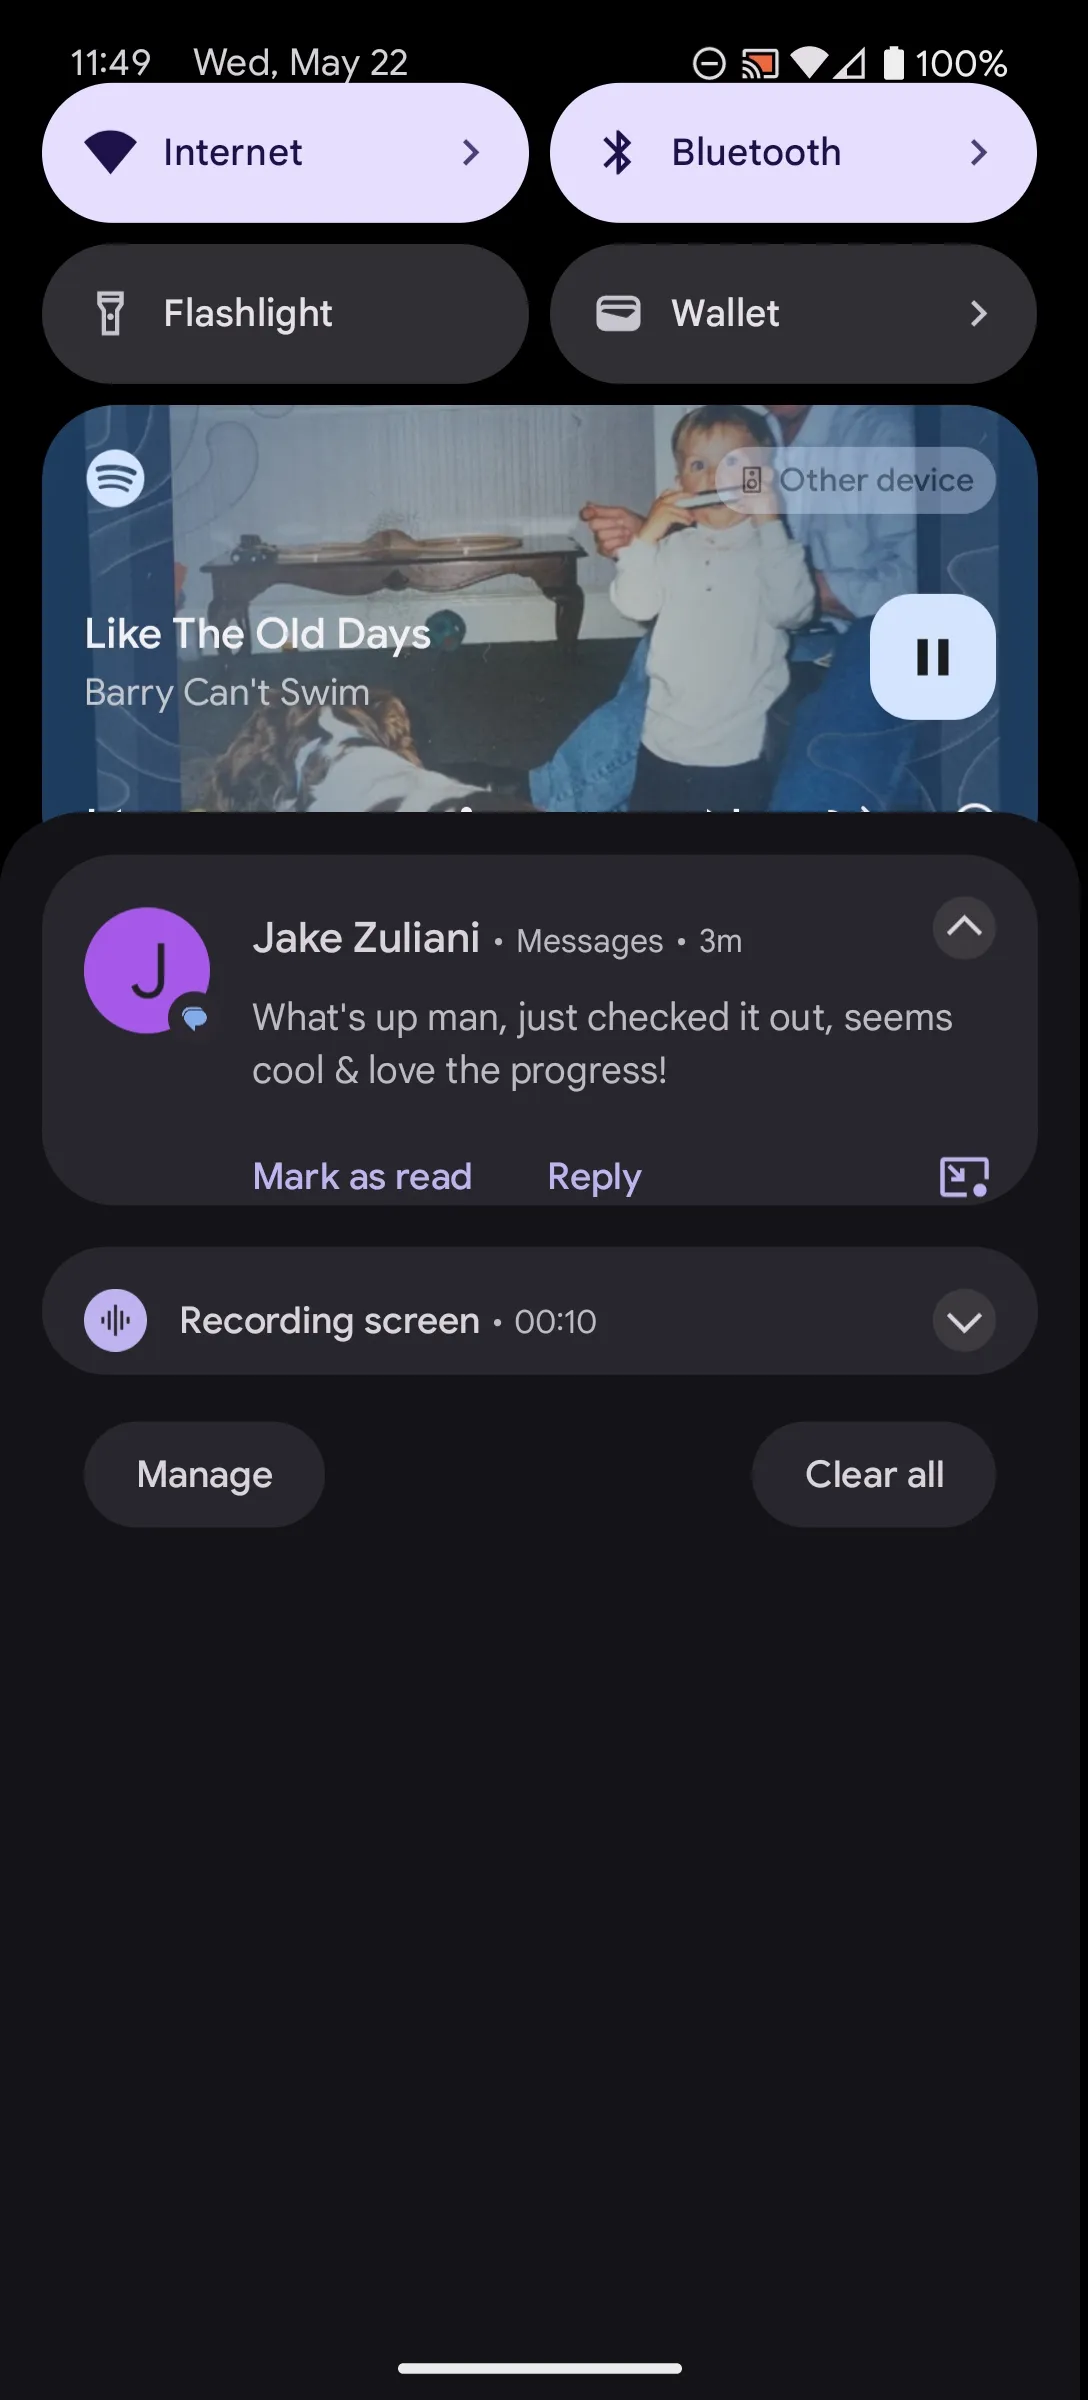 11:49 Wed, May 22 100%
Internet
Bluetooth
Flashlight
Wallet
Other device
Like The Old Days
Barry Can't Swim
Jake Zuliani • Messages • 3m
What's up man, just checked it out, seems
cool & love the progress!
Mark as read Reply
Recording screen • 00:10
Manage
Clear all